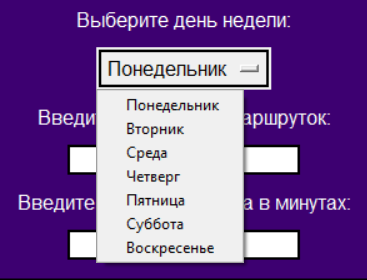 Выберите день недели:
Понедельник
Понедельник
Вторник
Введи аршруток:
Среда
Четверг
Пятница
Введите а в минутах:
Суббота
Воскресенье